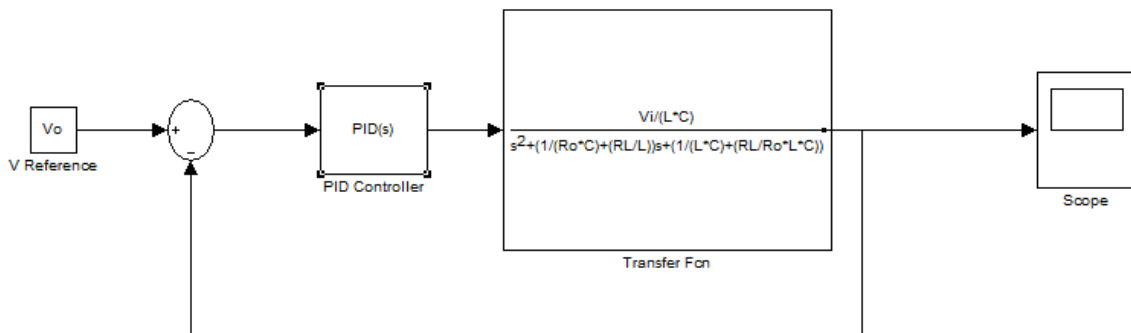 Vo
V Reference
+
−
PID(s)
PID Controller
Vi/(L*C)
s2+(1/(Ro*C)+(RL/L))s+(1/(L*C)+(RL/Ro*L*C))
Transfer Fcn
Scope